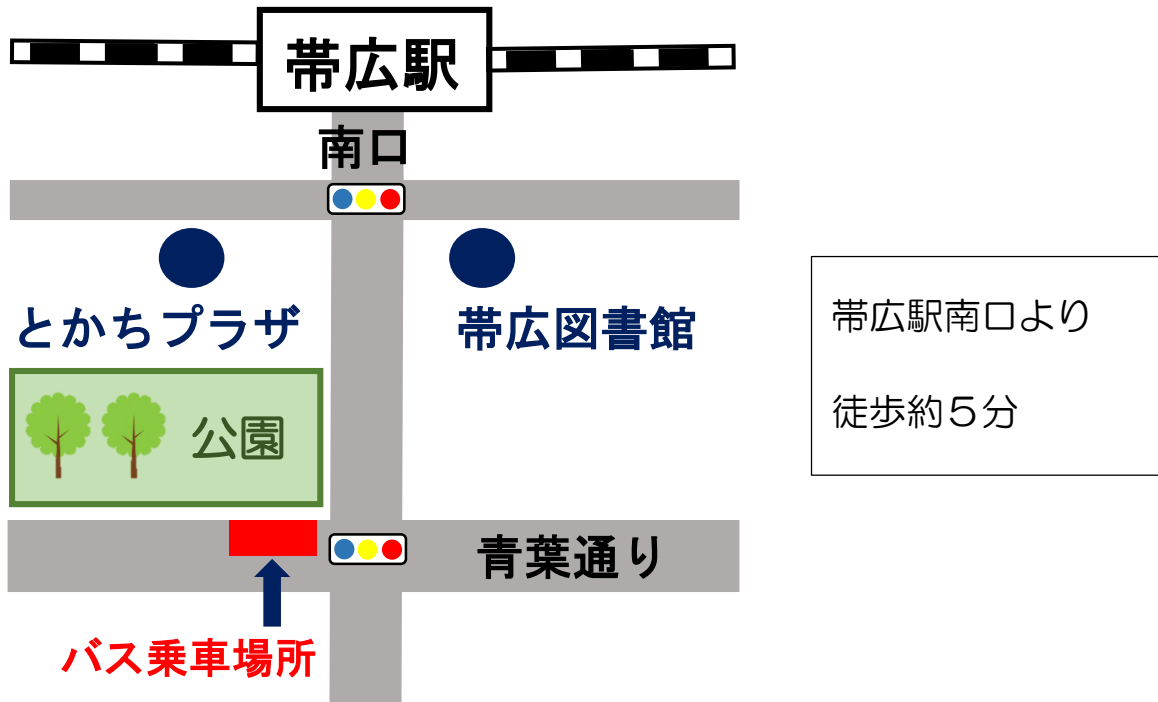 帯広駅
南口
とかちプラザ
帯広図書館
公園
青葉通り
バス乗車場所
帯広駅南口より
徒歩約５分